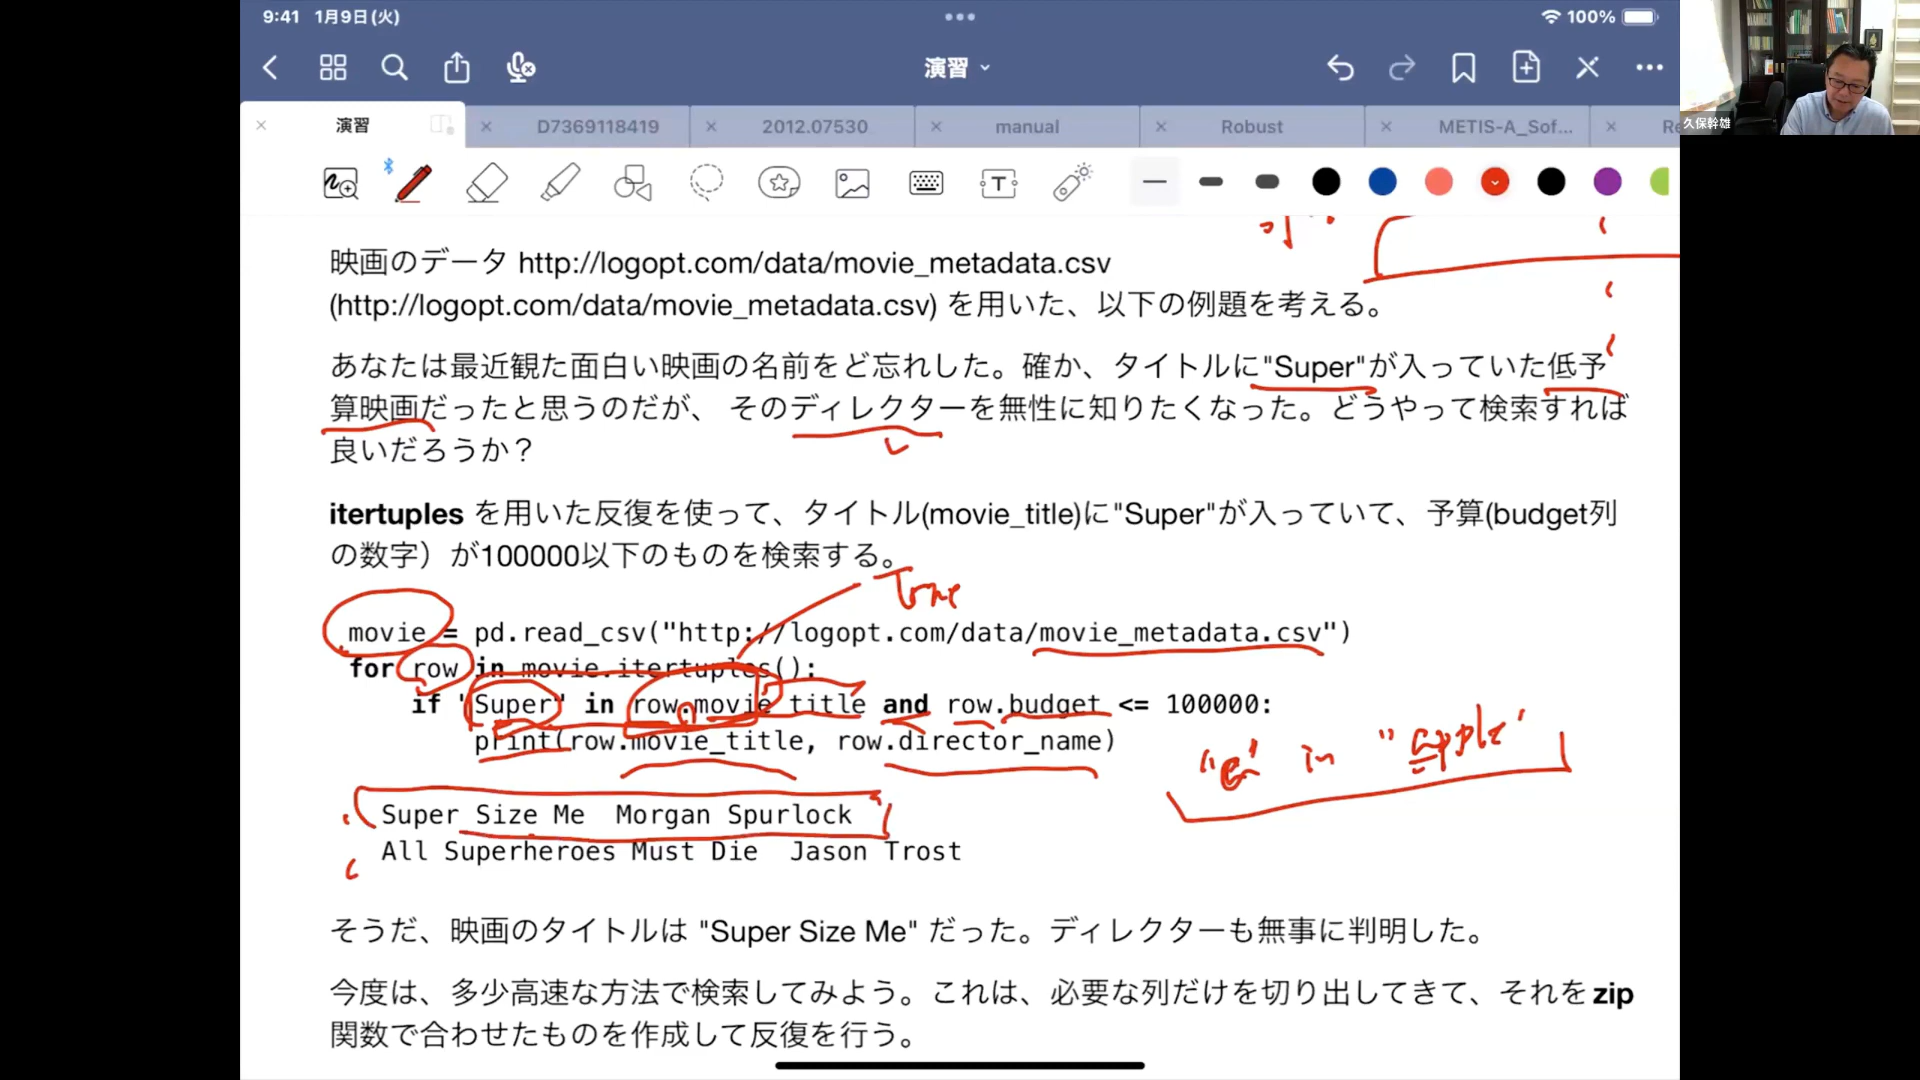 9:41 1月9日(火)
100%
演習
演習
D7369118419
2012.07530
manual
Robust
METIS-A_Sof...
Re
久保幹雄
映画のデータ http://logopt.com/data/movie_metadata.csv
(http://logopt.com/data/movie_metadata.csv) を用いた、以下の例題を考える。
あなたは最近観た面白い映画の名前をど忘れした。確か、タイトルに"Super"が入っていた低予
算映画だったと思うのだが、 そのディレクターを無性に知りたくなった。どうやって検索すれば
良いだろうか？
itertuples を用いた反復を使って、タイトル(movie_title)に"Super"が入っていて、予算(budget列
の数字）が100000以下のものを検索する。
True
movie = pd.read_csv("http://logopt.com/data/movie_metadata.csv")
for row in movie.itertuples():
if "Super" in row.movie_title and row.budget <= 100000:
print(row.movie_title, row.director_name)
"a" in "apple"
Super Size Me Morgan Spurlock
All Superheroes Must Die Jason Trost
そうだ、映画のタイトルは "Super Size Me" だった。ディレクターも無事に判明した。
今度は、多少高速な方法で検索してみよう。これは、必要な列だけを切り出してきて、それをzip
関数で合わせたものを作成して反復を行う。